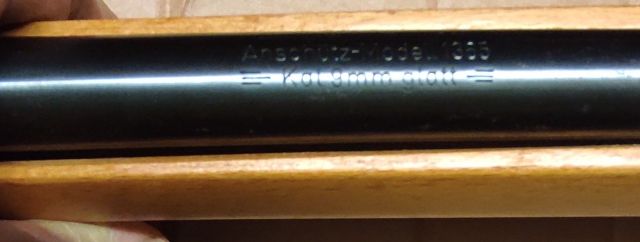 Anschütz-Model 1365
Kal.9mm glatt